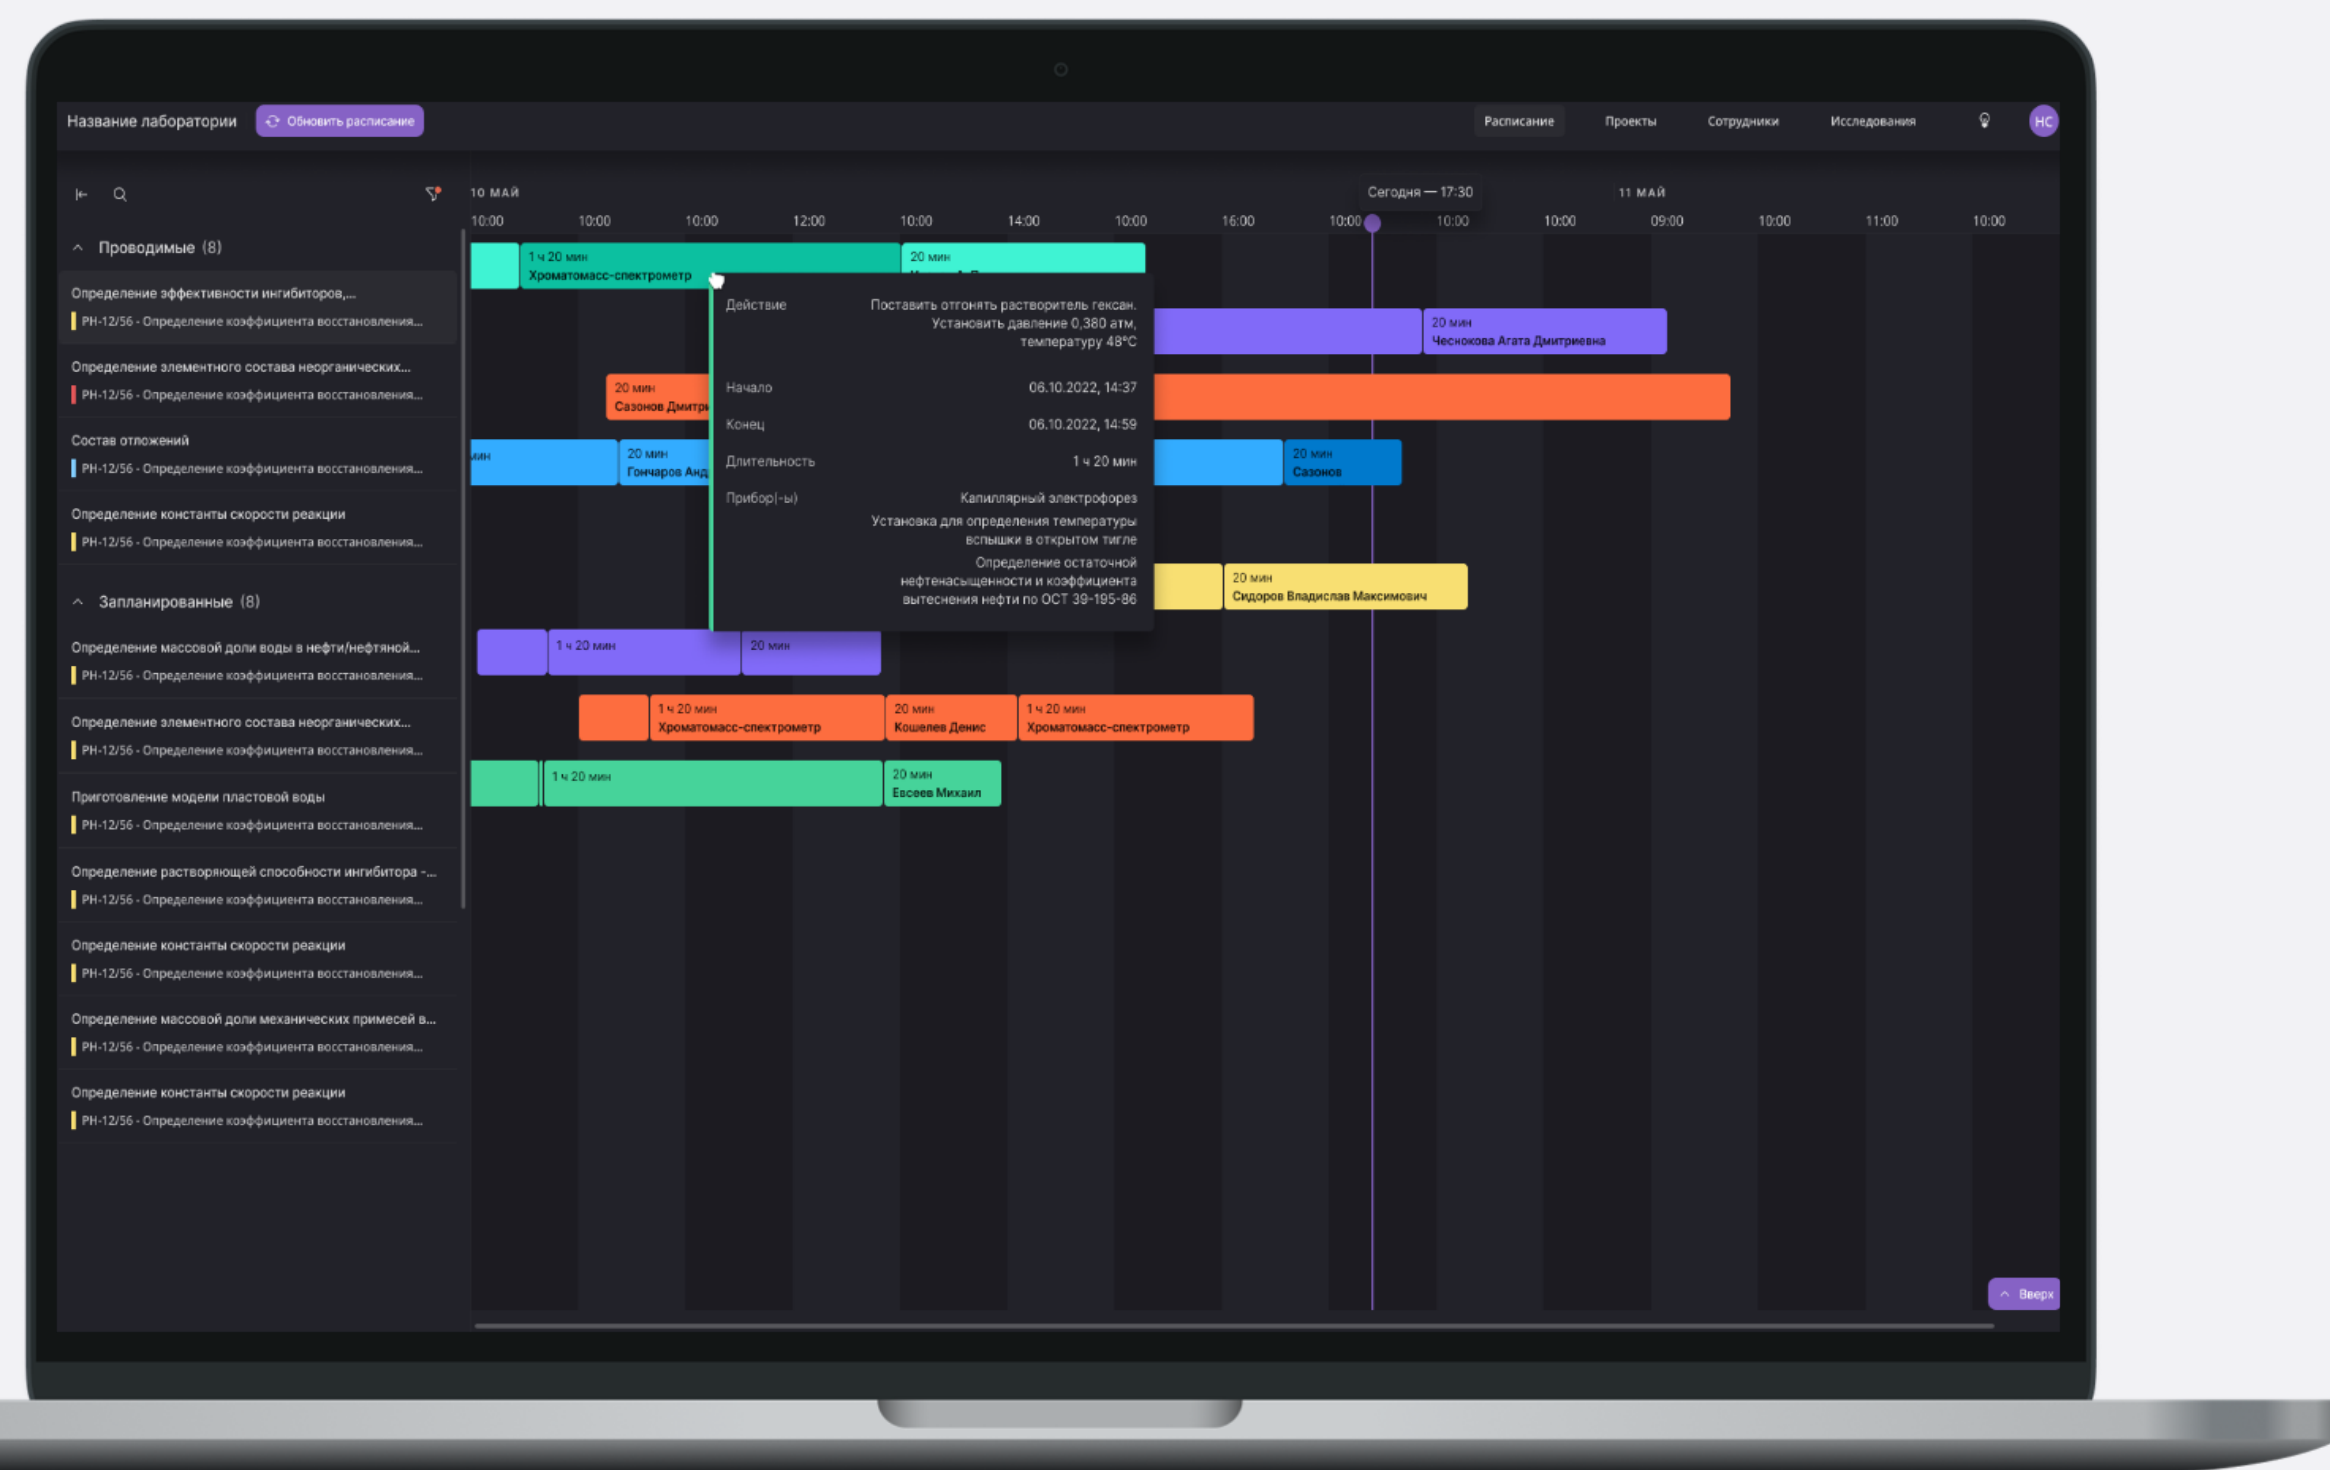 Название лаборатории
Обновить расписание
Расписание
Проекты
Сотрудники
Исследования
НС
10 МАЙ
Сегодня — 17:30
11 МАЙ
10:00 10:00 10:00 12:00 10:00 14:00 10:00 16:00 10:00 10:00 10:00 09:00 10:00 11:00 10:00
Проводимые (8)
Определение эффективности ингибиторов,...
РН-12/56 - Определение коэффициента восстановления...
Определение элементного состава неорганических...
РН-12/56 - Определение коэффициента восстановления...
Состав отложений
РН-12/56 - Определение коэффициента восстановления...
Определение константы скорости реакции
РН-12/56 - Определение коэффициента восстановления...
Запланированные (8)
Определение массовой доли воды в нефти/нефтяной...
РН-12/56 - Определение коэффициента восстановления...
Определение элементного состава неорганических...
РН-12/56 - Определение коэффициента восстановления...
Приготовление модели пластовой воды
РН-12/56 - Определение коэффициента восстановления...
Определение растворяющей способности ингибитора -...
РН-12/56 - Определение коэффициента восстановления...
Определение константы скорости реакции
РН-12/56 - Определение коэффициента восстановления...
Определение массовой доли механических примесей в...
РН-12/56 - Определение коэффициента восстановления...
Определение константы скорости реакции
РН-12/56 - Определение коэффициента восстановления...
1 ч 20 мин
Хроматомасс-спектрометр
20 мин
20 мин
Чеснокова Агата Дмитриевна
20 мин
Сазонов Дмитри
мин
20 мин
Гончаров Анд
20 мин
Сазонов
20 мин
Сидоров Владислав Максимович
Действие
Поставить отгонять растворитель гексан.
Установить давление 0,380 атм,
температуру 48°C
Начало
06.10.2022, 14:37
Конец
06.10.2022, 14:59
Длительность
1 ч 20 мин
Прибор(-ы)
Капиллярный электрофорез
Установка для определения температуры
вспышки в открытом тигле
Определение остаточной
нефтенасыщенности и коэффициента
вытеснения нефти по ОСТ 39-195-86
1 ч 20 мин
20 мин
1 ч 20 мин
Хроматомасс-спектрометр
20 мин
Кошелев Денис
1 ч 20 мин
Хроматомасс-спектрометр
1 ч 20 мин
20 мин
Евсеев Михаил
Вверх